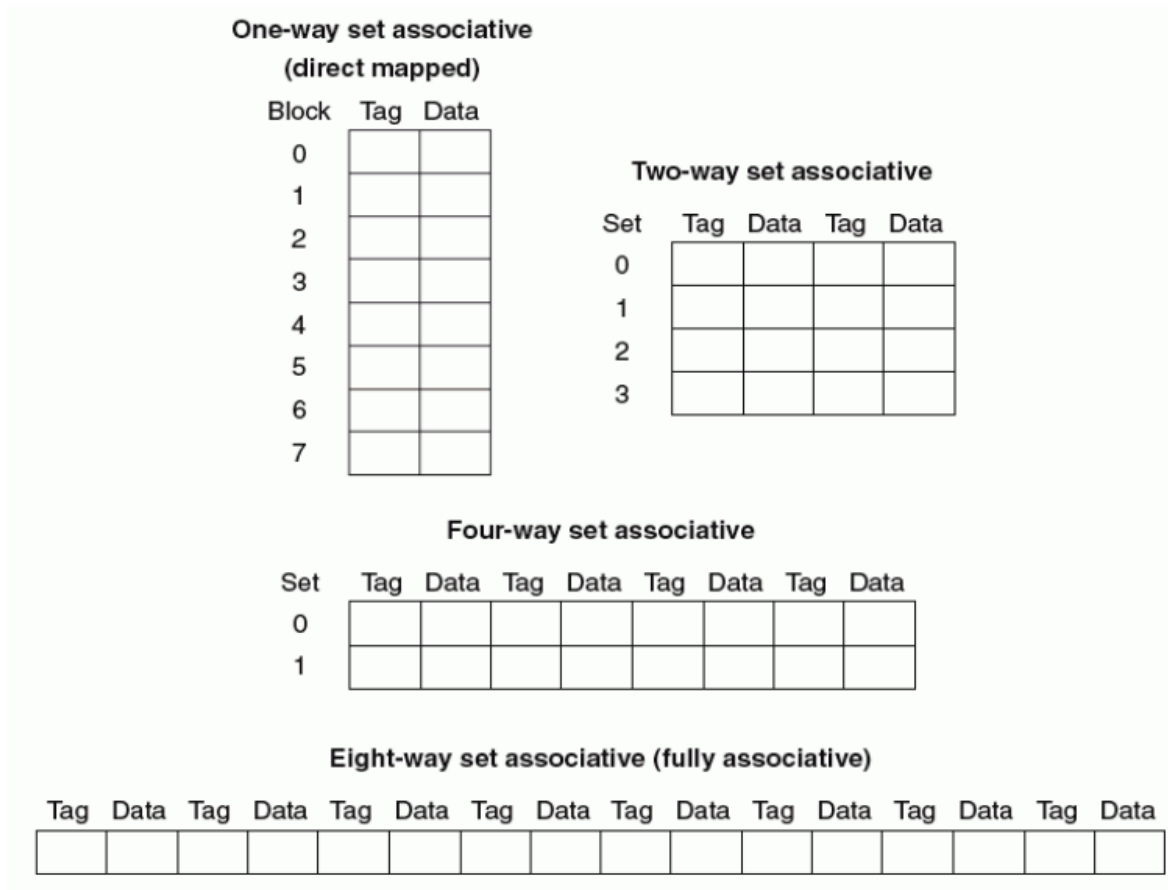 One-way set associative
(direct mapped)
Block Tag Data
0
1
2
3
4
5
6
7
Two-way set associative
Set Tag Data Tag Data
0
1
2
3
Four-way set associative
Set Tag Data Tag Data Tag Data Tag Data
0
1
Eight-way set associative (fully associative)
Tag Data Tag Data Tag Data Tag Data Tag Data Tag Data Tag Data Tag Data